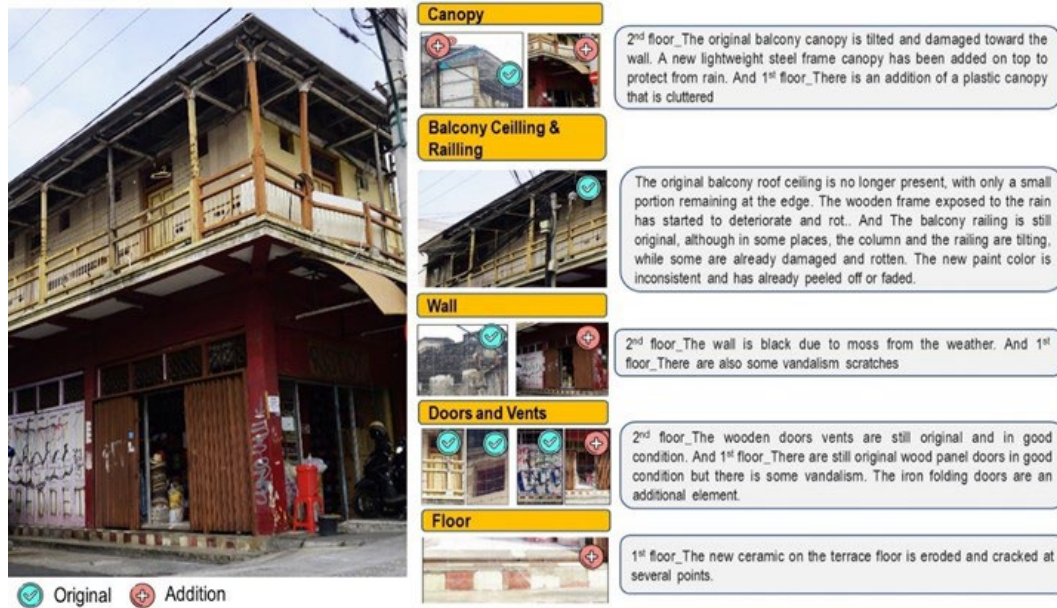 Canopy
2nd floor_The original balcony canopy is tilted and damaged toward the
wall. A new lightweight steel frame canopy has been added on top to
protect from rain. And 1st floor_There is an addition of a plastic canopy
that is cluttered
Balcony Ceilling &
Railling
The original balcony roof ceiling is no longer present, with only a small
portion remaining at the edge. The wooden frame exposed to the rain
has started to deteriorate and rot.. And The balcony railing is still
original, although in some places, the column and the railing are tilting,
while some are already damaged and rotten. The new paint color is
inconsistent and has already peeled off or faded.
Wall
2nd floor_The wall is black due to moss from the weather. And 1st
floor_There are also some vandalism scratches
Doors and Vents
2nd floor_The wooden doors vents are still original and in good
condition. And 1st floor_There are still original wood panel doors in good
condition but there is some vandalism. The iron folding doors are an
additional element.
Floor
1st floor_The new ceramic on the terrace floor is eroded and cracked at
several points.
Original
Addition